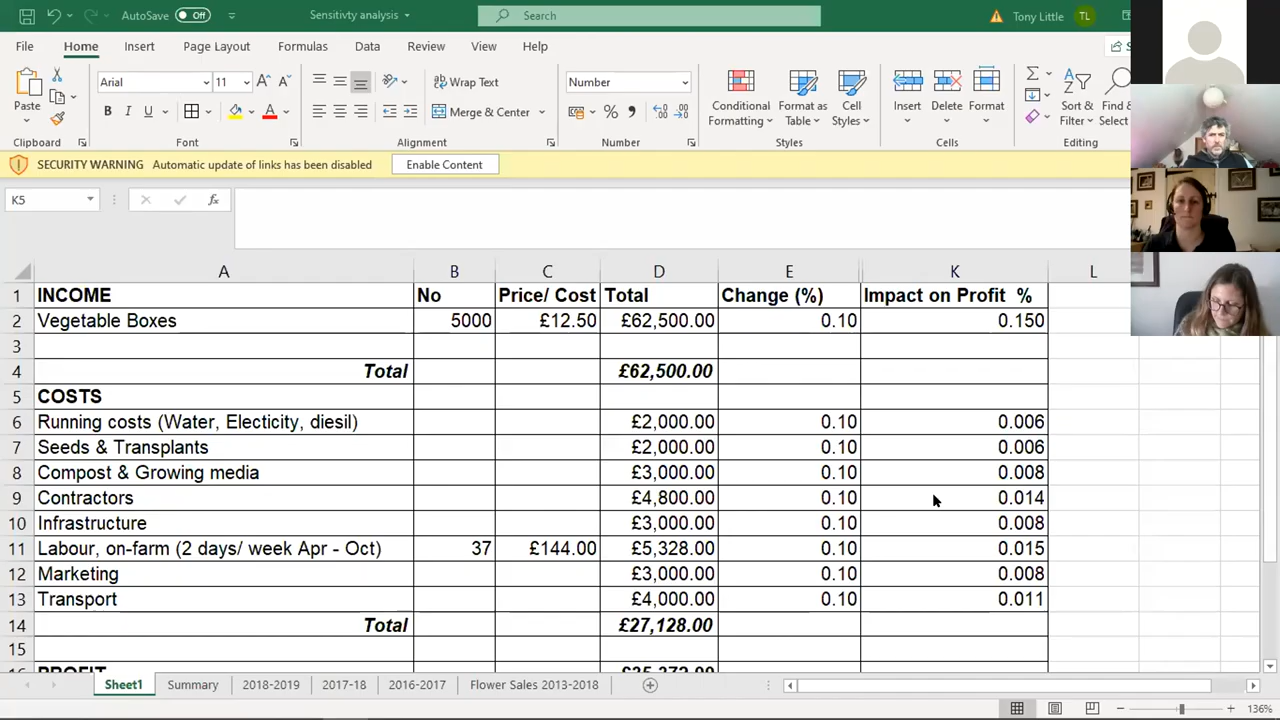 AutoSave Off Sensitivty analysis Search Tony Little TL
File Home Insert Page Layout Formulas Data Review View Help
Paste Arial 11 Wrap Text Number Conditional Formatting Format as Table Cell Styles Insert Delete Format Sort & Filter Find & Select
B I U Merge & Center
Clipboard Font Alignment Number Styles Cells Editing
SECURITY WARNING Automatic update of links has been disabled Enable Content
K5 fx
A B C D E K L
1 INCOME No Price/ Cost Total Change (%) Impact on Profit %
2 Vegetable Boxes 5000 £12.50 £62,500.00 0.10 0.150
3
4 Total £62,500.00
5 COSTS
6 Running costs (Water, Electicity, diesil) £2,000.00 0.10 0.006
7 Seeds & Transplants £2,000.00 0.10 0.006
8 Compost & Growing media £3,000.00 0.10 0.008
9 Contractors £4,800.00 0.10 0.014
10 Infrastructure £3,000.00 0.10 0.008
11 Labour, on-farm (2 days/ week Apr - Oct) 37 £144.00 £5,328.00 0.10 0.015
12 Marketing £3,000.00 0.10 0.008
13 Transport £4,000.00 0.10 0.011
14 Total £27,128.00
15
16 PROFIT £35,372.00
Sheet1 Summary 2018-2019 2017-18 2016-2017 Flower Sales 2013-2018
136%